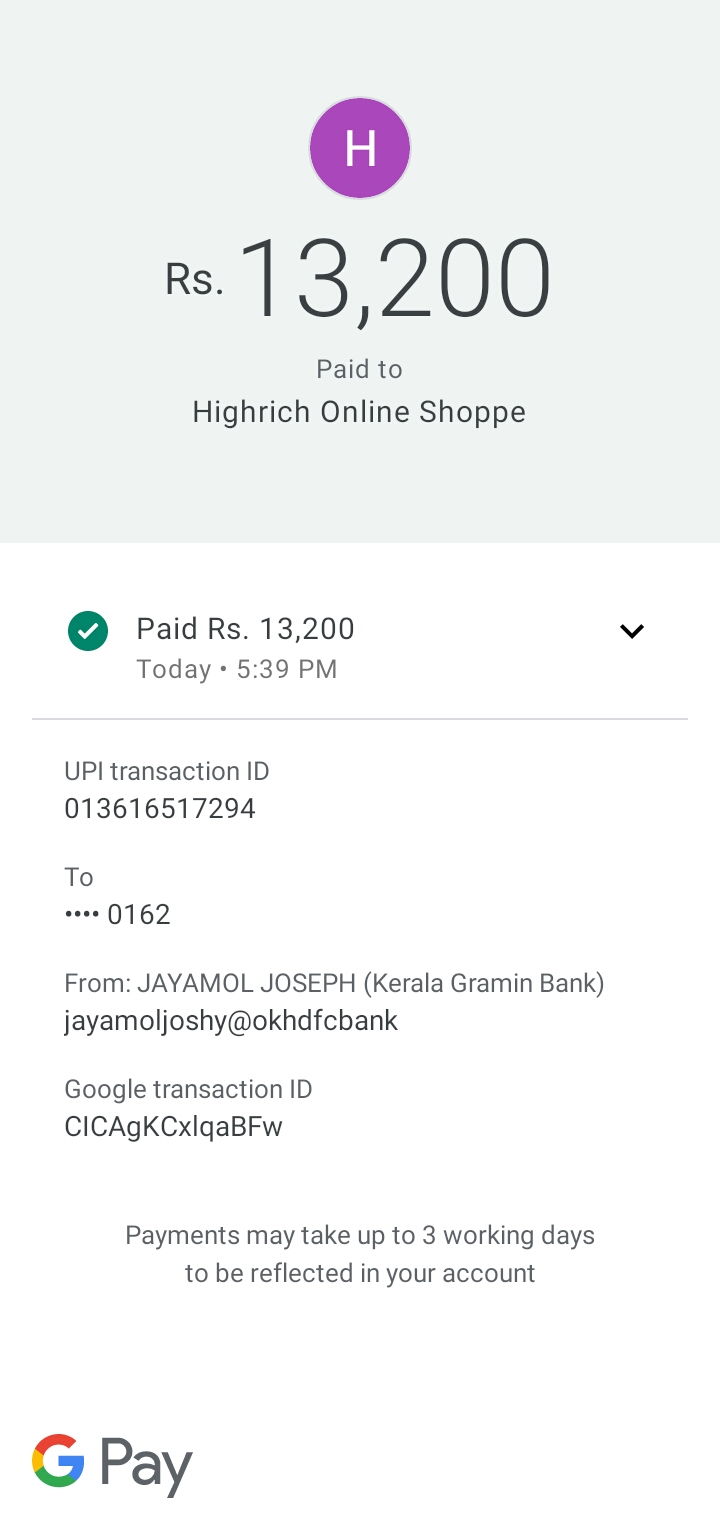 H
Rs. 13,200
Paid to
Highrich Online Shoppe
Paid Rs. 13,200
Today • 5:39 PM
UPI transaction ID
013616517294
To
•••• 0162
From: JAYAMOL JOSEPH (Kerala Gramin Bank)
jayamoljoshy@okhdfcbank
Google transaction ID
CICAgKCxlqaBFw
Payments may take up to 3 working days
to be reflected in your account
G Pay